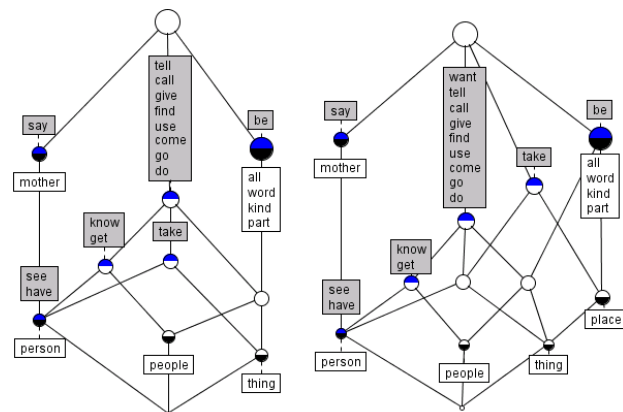 tell
call
give
find
use
come
go
do
say
be
mother
all
word
kind
part
know
get
take
see
have
person
people
thing
want
tell
call
give
find
use
come
go
do
say
be
take
mother
all
word
kind
part
know
get
see
have
place
person
people
thing